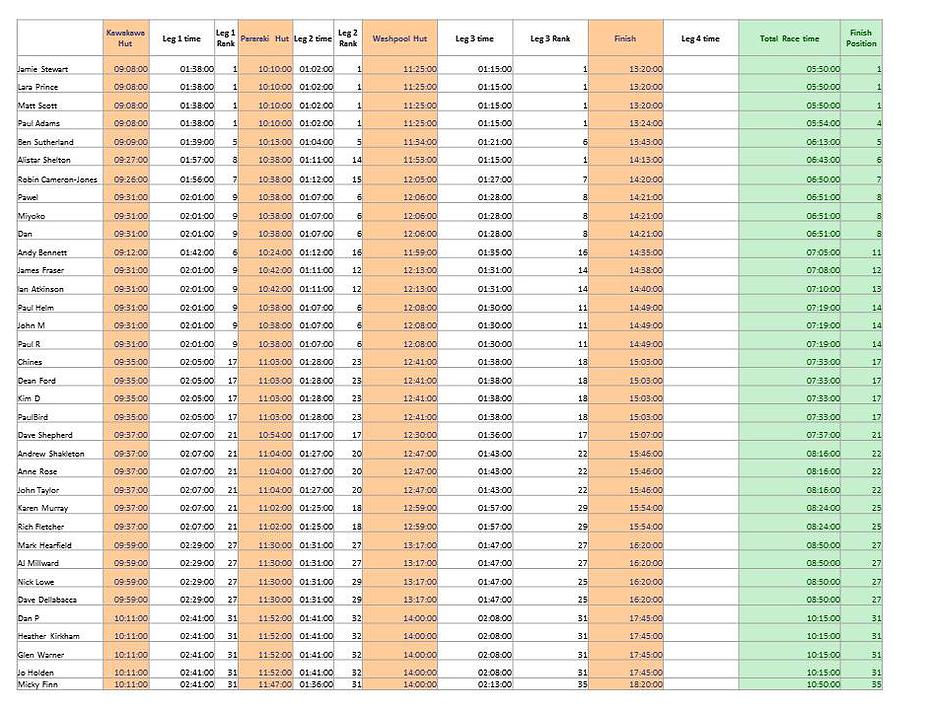 Kawakawa Hut Leg 1 time Leg 1 Rank Pararaki Hut Leg 2 time Leg 2 Rank Washpool Hut Leg 3 time Leg 3 Rank Finish Leg 4 time Total Race time Finish Position
Jamie Stewart 09:08:00 01:38:00 1 10:10:00 01:02:00 1 11:25:00 01:15:00 1 13:20:00 05:50:00 1
Lara Prince 09:08:00 01:38:00 1 10:10:00 01:02:00 1 11:25:00 01:15:00 1 13:20:00 05:50:00 1
Matt Scott 09:08:00 01:38:00 1 10:10:00 01:02:00 1 11:25:00 01:15:00 1 13:20:00 05:50:00 1
Paul Adams 09:08:00 01:38:00 1 10:10:00 01:02:00 1 11:25:00 01:15:00 1 13:24:00 05:54:00 4
Ben Sutherland 09:09:00 01:39:00 5 10:13:00 01:04:00 5 11:34:00 01:21:00 6 13:43:00 06:13:00 5
Alistar Shelton 09:27:00 01:57:00 8 10:38:00 01:11:00 14 11:53:00 01:15:00 1 14:13:00 06:43:00 6
Robin Cameron-Jones 09:26:00 01:56:00 7 10:38:00 01:12:00 15 12:05:00 01:27:00 7 14:20:00 06:50:00 7
Pawel 09:31:00 02:01:00 9 10:38:00 01:07:00 6 12:06:00 01:28:00 8 14:21:00 06:51:00 8
Miyoko 09:31:00 02:01:00 9 10:38:00 01:07:00 6 12:06:00 01:28:00 8 14:21:00 06:51:00 8
Dan 09:31:00 02:01:00 9 10:38:00 01:07:00 6 12:06:00 01:28:00 8 14:21:00 06:51:00 8
Andy Bennett 09:12:00 01:42:00 6 10:24:00 01:12:00 16 11:59:00 01:35:00 16 14:35:00 07:05:00 11
James Fraser 09:31:00 02:01:00 9 10:42:00 01:11:00 12 12:13:00 01:31:00 14 14:38:00 07:08:00 12
Ian Atkinson 09:31:00 02:01:00 9 10:42:00 01:11:00 12 12:13:00 01:31:00 14 14:40:00 07:10:00 13
Paul Helm 09:31:00 02:01:00 9 10:38:00 01:07:00 6 12:08:00 01:30:00 11 14:49:00 07:19:00 14
John M 09:31:00 02:01:00 9 10:38:00 01:07:00 6 12:08:00 01:30:00 11 14:49:00 07:19:00 14
Paul R 09:31:00 02:01:00 9 10:38:00 01:07:00 6 12:08:00 01:30:00 11 14:49:00 07:19:00 14
Chines 09:35:00 02:05:00 17 11:03:00 01:28:00 23 12:41:00 01:38:00 18 15:03:00 07:33:00 17
Dean Ford 09:35:00 02:05:00 17 11:03:00 01:28:00 23 12:41:00 01:38:00 18 15:03:00 07:33:00 17
Kim D 09:35:00 02:05:00 17 11:03:00 01:28:00 23 12:41:00 01:38:00 18 15:03:00 07:33:00 17
PaulBird 09:35:00 02:05:00 17 11:03:00 01:28:00 23 12:41:00 01:38:00 18 15:03:00 07:33:00 17
Dave Shepherd 09:37:00 02:07:00 21 10:54:00 01:17:00 17 12:30:00 01:36:00 17 15:07:00 07:37:00 21
Andrew Shakleton 09:37:00 02:07:00 21 11:04:00 01:27:00 20 12:47:00 01:43:00 22 15:46:00 08:16:00 22
Anne Rose 09:37:00 02:07:00 21 11:04:00 01:27:00 20 12:47:00 01:43:00 22 15:46:00 08:16:00 22
John Taylor 09:37:00 02:07:00 21 11:04:00 01:27:00 20 12:47:00 01:43:00 22 15:46:00 08:16:00 22
Karen Murray 09:37:00 02:07:00 21 11:02:00 01:25:00 18 12:59:00 01:57:00 29 15:54:00 08:24:00 25
Rich Fletcher 09:37:00 02:07:00 21 11:02:00 01:25:00 18 12:59:00 01:57:00 29 15:54:00 08:24:00 25
Mark Hearfield 09:59:00 02:29:00 27 11:30:00 01:31:00 27 13:17:00 01:47:00 27 16:20:00 08:50:00 27
AJ Millward 09:59:00 02:29:00 27 11:30:00 01:31:00 27 13:17:00 01:47:00 27 16:20:00 08:50:00 27
Nick Lowe 09:59:00 02:29:00 27 11:30:00 01:31:00 29 13:17:00 01:47:00 25 16:20:00 08:50:00 27
Dave Dellabacca 09:59:00 02:29:00 27 11:30:00 01:31:00 29 13:17:00 01:47:00 25 16:20:00 08:50:00 27
Dan P 10:11:00 02:41:00 31 11:52:00 01:41:00 32 14:00:00 02:08:00 31 17:45:00 10:15:00 31
Heather Kirkham 10:11:00 02:41:00 31 11:52:00 01:41:00 32 14:00:00 02:08:00 31 17:45:00 10:15:00 31
Glen Warner 10:11:00 02:41:00 31 11:52:00 01:41:00 32 14:00:00 02:08:00 31 17:45:00 10:15:00 31
Jo Holden 10:11:00 02:41:00 31 11:52:00 01:41:00 32 14:00:00 02:08:00 31 17:45:00 10:15:00 31
Micky Finn 10:11:00 02:41:00 31 11:47:00 01:36:00 31 14:00:00 02:13:00 35 18:20:00 10:50:00 35